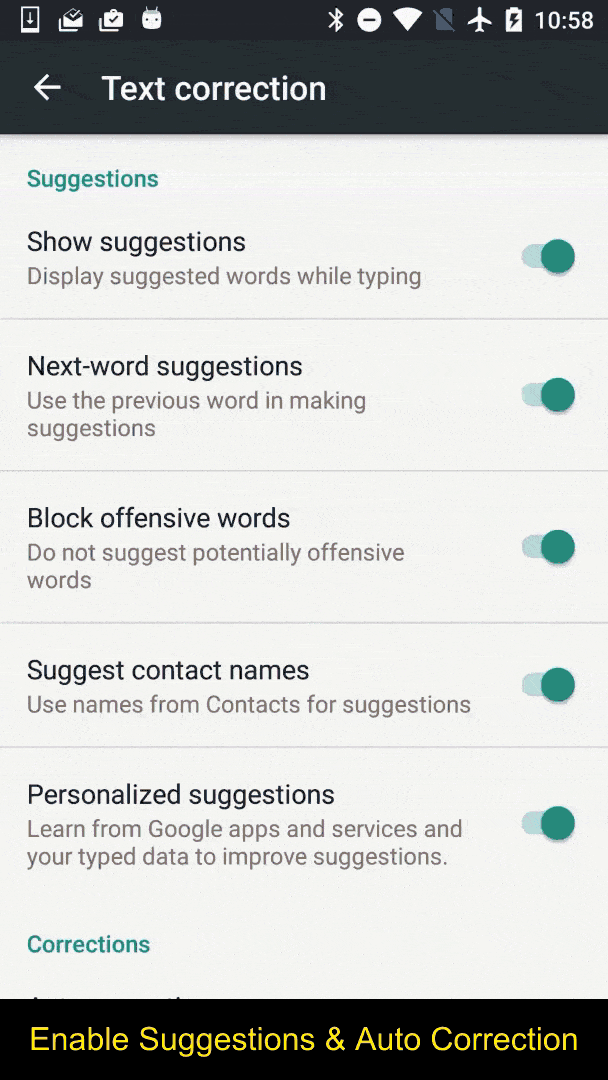 10:58
Text correction
Suggestions
Show suggestions
Display suggested words while typing
Next-word suggestions
Use the previous word in making
suggestions
Block offensive words
Do not suggest potentially offensive
words
Suggest contact names
Use names from Contacts for suggestions
Personalized suggestions
Learn from Google apps and services and
your typed data to improve suggestions.
Corrections
Enable Suggestions & Auto Correction